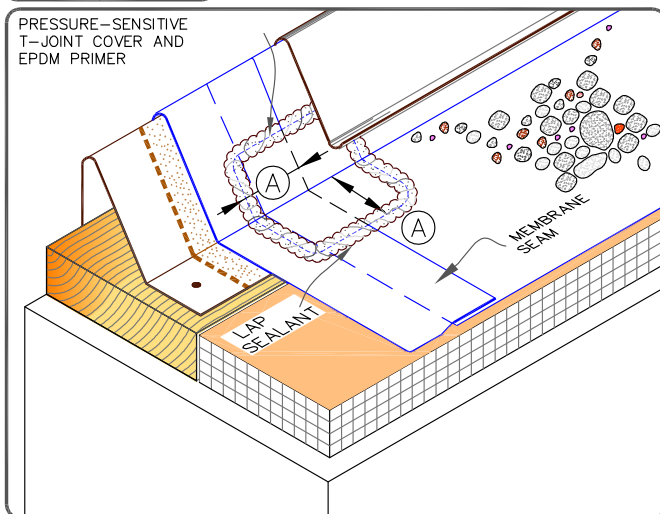 PRESSURE-SENSITIVE
T-JOINT COVER AND
EPDM PRIMER
A
A
MEMBRANE
SEAM
LAP
SEALANT